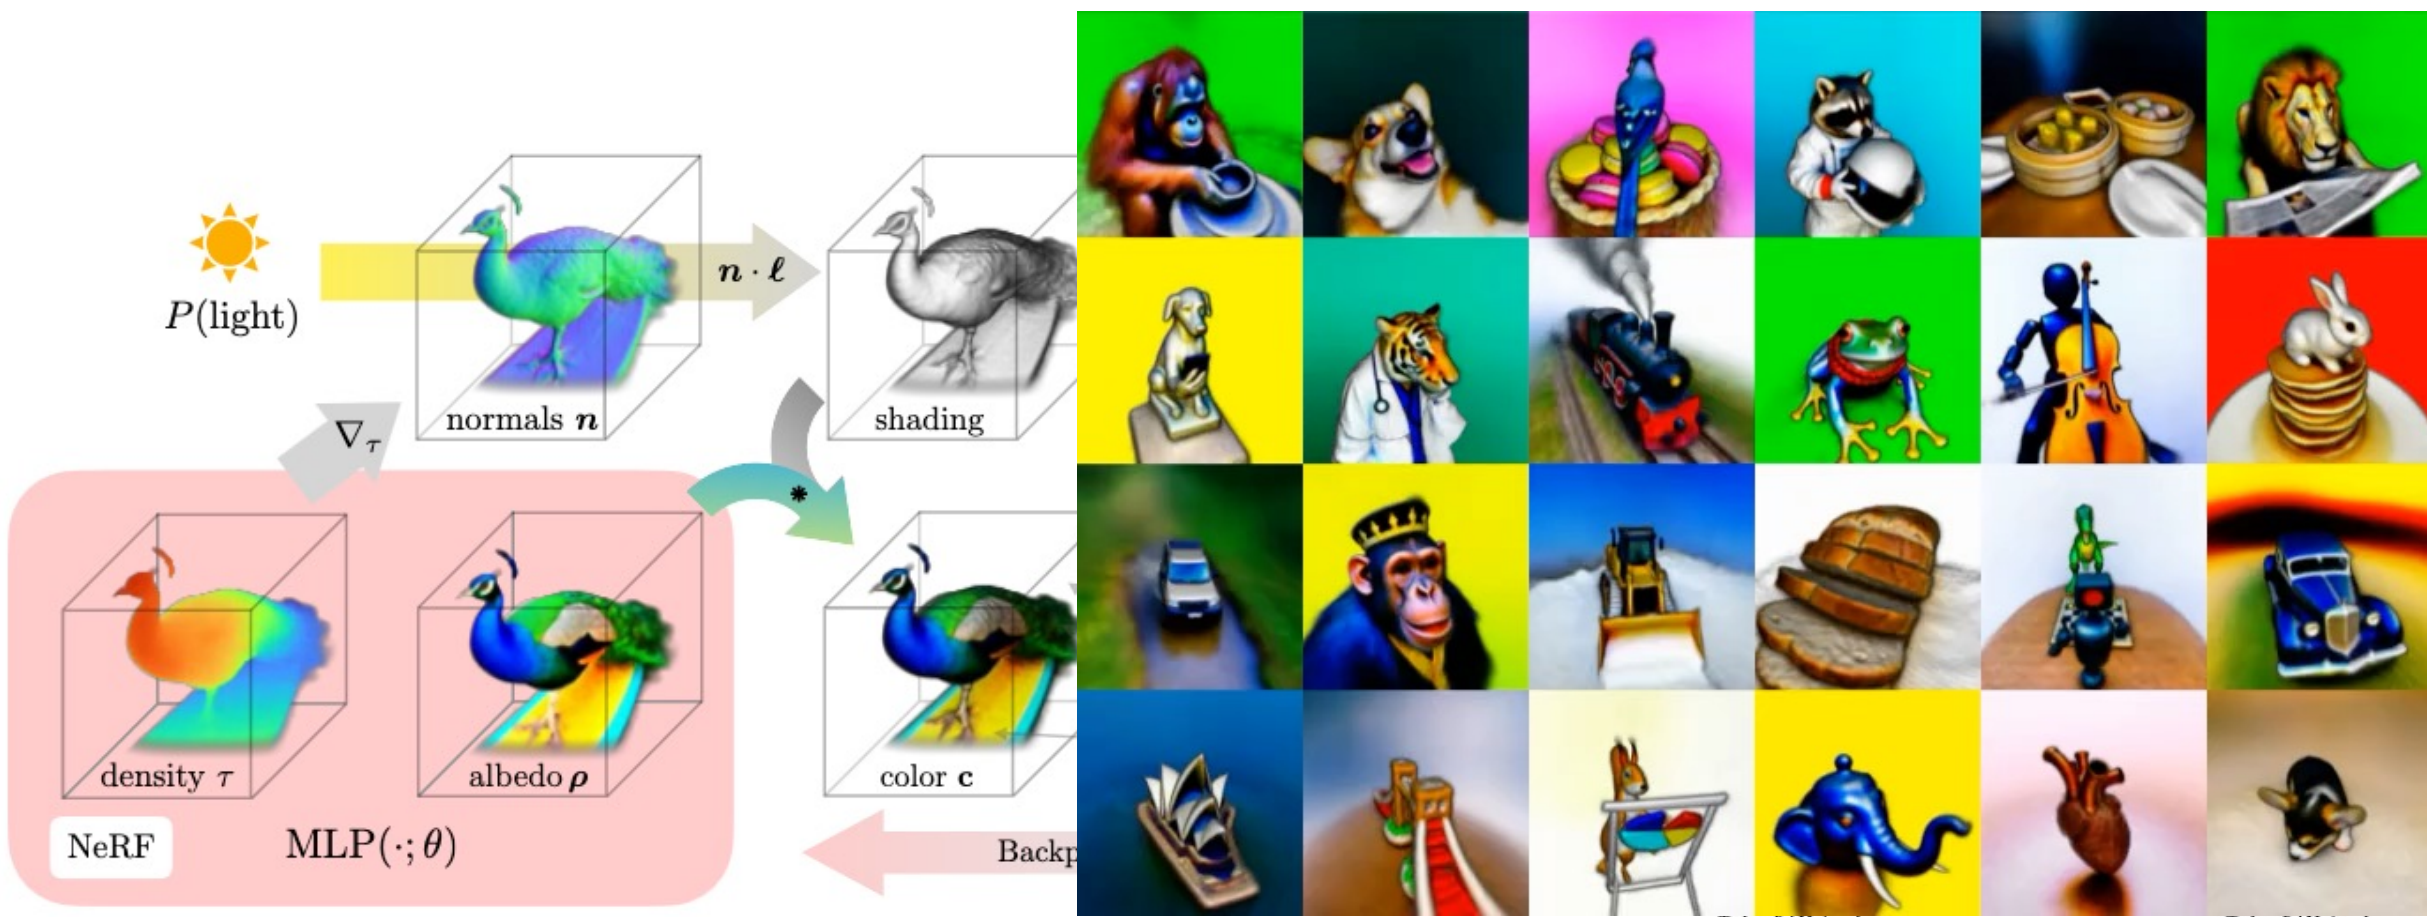 P(light)
n · ℓ
normals n
shading
∇τ
*
density τ
albedo ρ
color c
NeRF
MLP(·; θ)
Backp